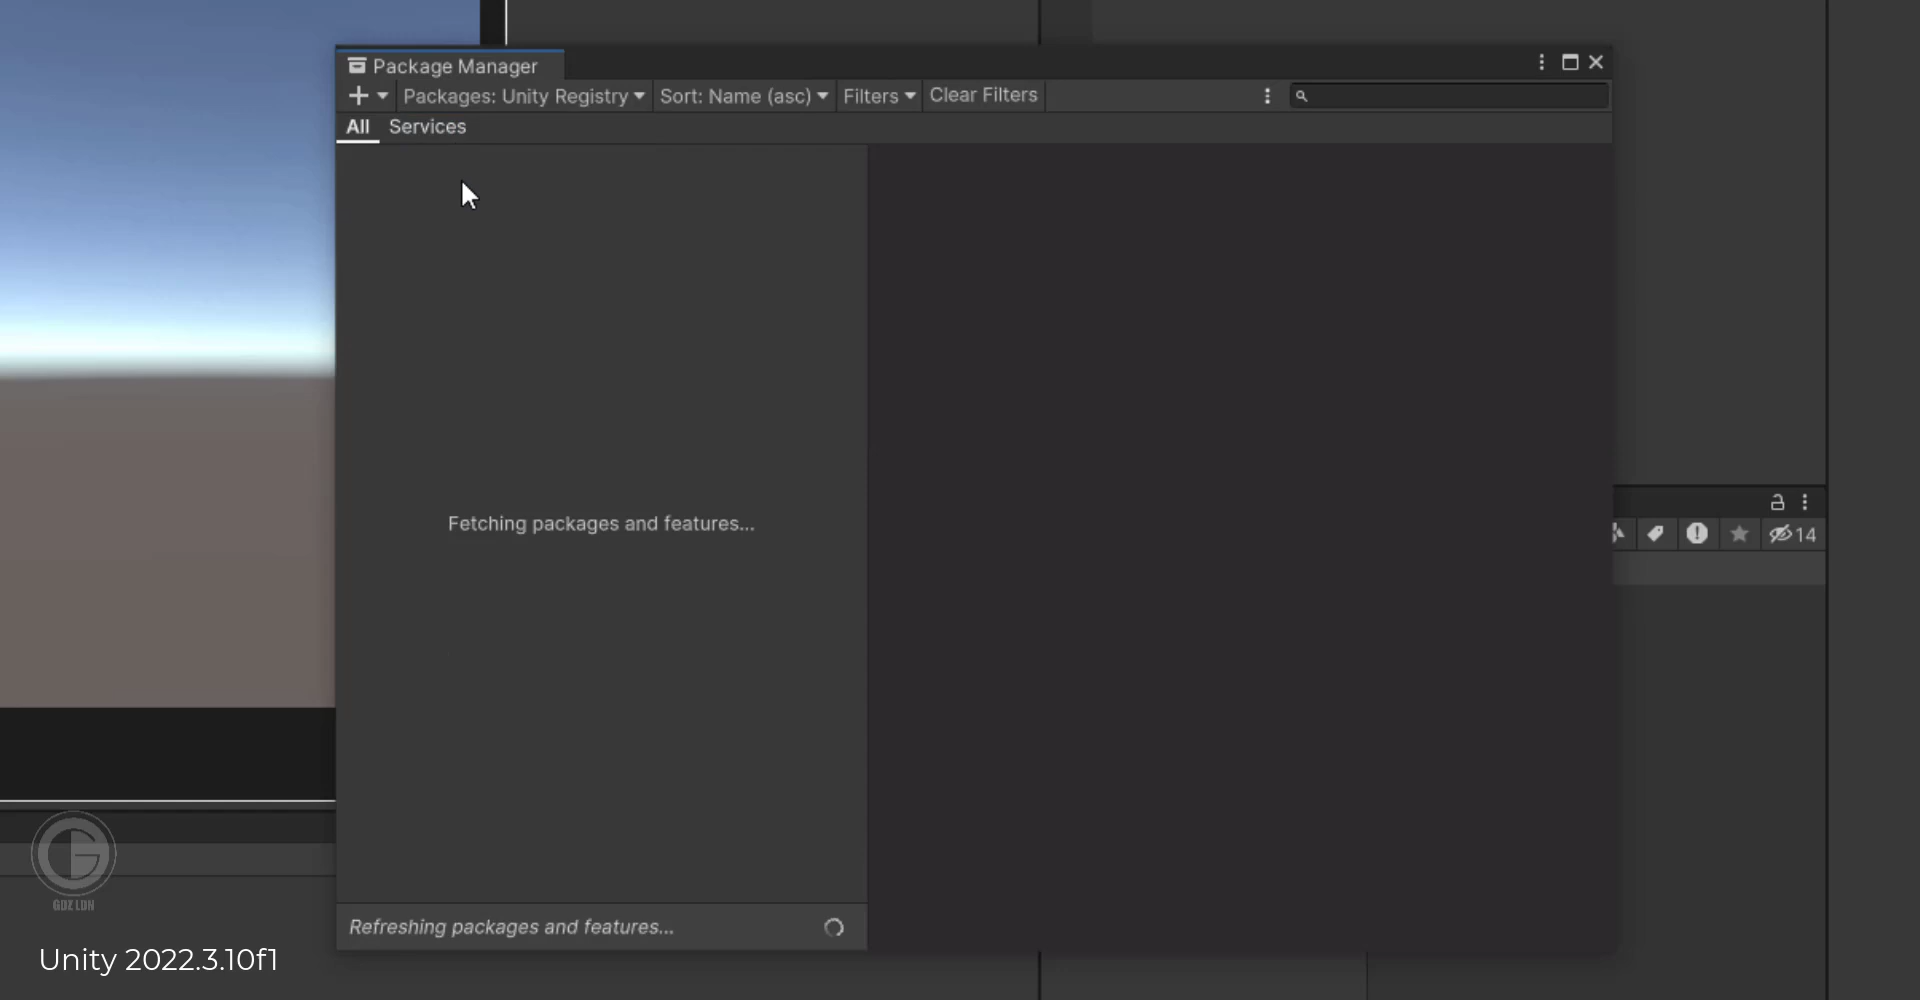 Package Manager
Packages: Unity Registry
Sort: Name (asc)
Filters
Clear Filters
All
Services
Fetching packages and features...
14
Refreshing packages and features...
GDZ LDN
Unity 2022.3.10f1